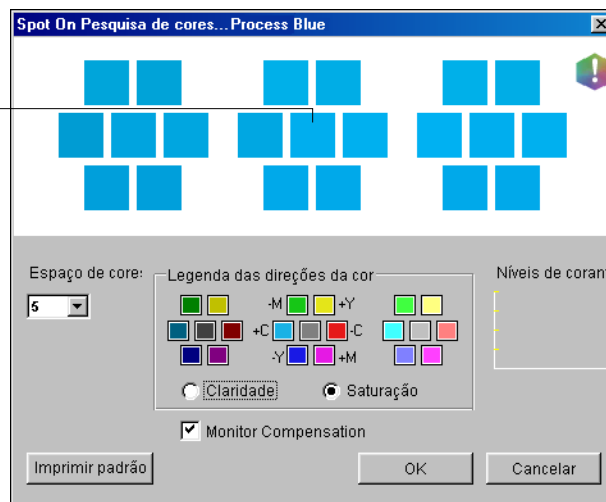 Spot On Pesquisa de cores...Process Blue
Espaço de core:
Legenda das direções da cor
Níveis de corant
5
-M +Y
+C -C
-Y +M
Claridade Saturação
Monitor Compensation
Imprimir padrão OK Cancelar